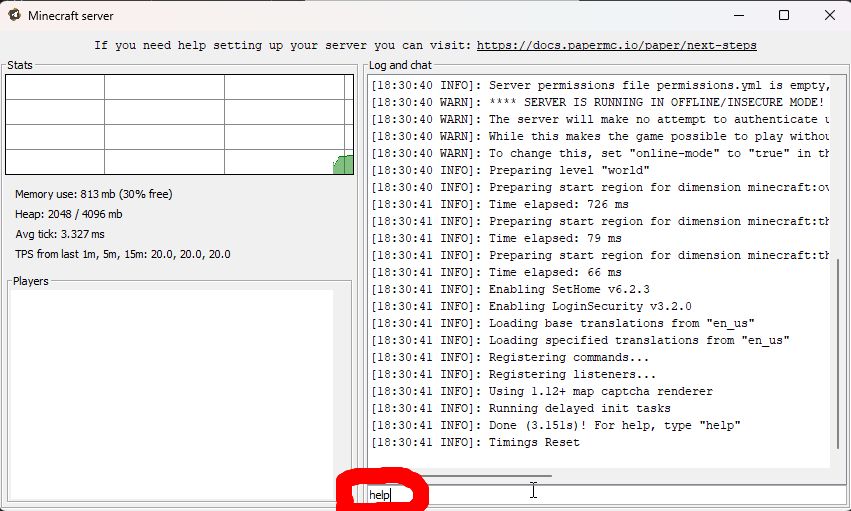 Minecraft server
If you need help setting up your server you can visit: https://docs.papermc.io/paper/next-steps
Stats
Memory use: 813 mb (30% free)
Heap: 2048 / 4096 mb
Avg tick: 3.327 ms
TPS from last 1m, 5m, 15m: 20.0, 20.0, 20.0
Players
Log and chat
[18:30:40 INFO]: Server permissions file permissions.yml is empty,
[18:30:40 WARN]: **** SERVER IS RUNNING IN OFFLINE/INSECURE MODE!
[18:30:40 WARN]: The server will make no attempt to authenticate u
[18:30:40 WARN]: While this makes the game possible to play withou
[18:30:40 WARN]: To change this, set "online-mode" to "true" in th
[18:30:40 INFO]: Preparing level "world"
[18:30:40 INFO]: Preparing start region for dimension minecraft:ov
[18:30:41 INFO]: Time elapsed: 726 ms
[18:30:41 INFO]: Preparing start region for dimension minecraft:th
[18:30:41 INFO]: Time elapsed: 79 ms
[18:30:41 INFO]: Preparing start region for dimension minecraft:th
[18:30:41 INFO]: Time elapsed: 66 ms
[18:30:41 INFO]: Enabling SetHome v6.2.3
[18:30:41 INFO]: Enabling LoginSecurity v3.2.0
[18:30:41 INFO]: Loading base translations from "en_us"
[18:30:41 INFO]: Loading specified translations from "en_us"
[18:30:41 INFO]: Registering commands...
[18:30:41 INFO]: Registering listeners...
[18:30:41 INFO]: Using 1.12+ map captcha renderer
[18:30:41 INFO]: Running delayed init tasks
[18:30:41 INFO]: Done (3.151s)! For help, type "help"
[18:30:41 INFO]: Timings Reset
help